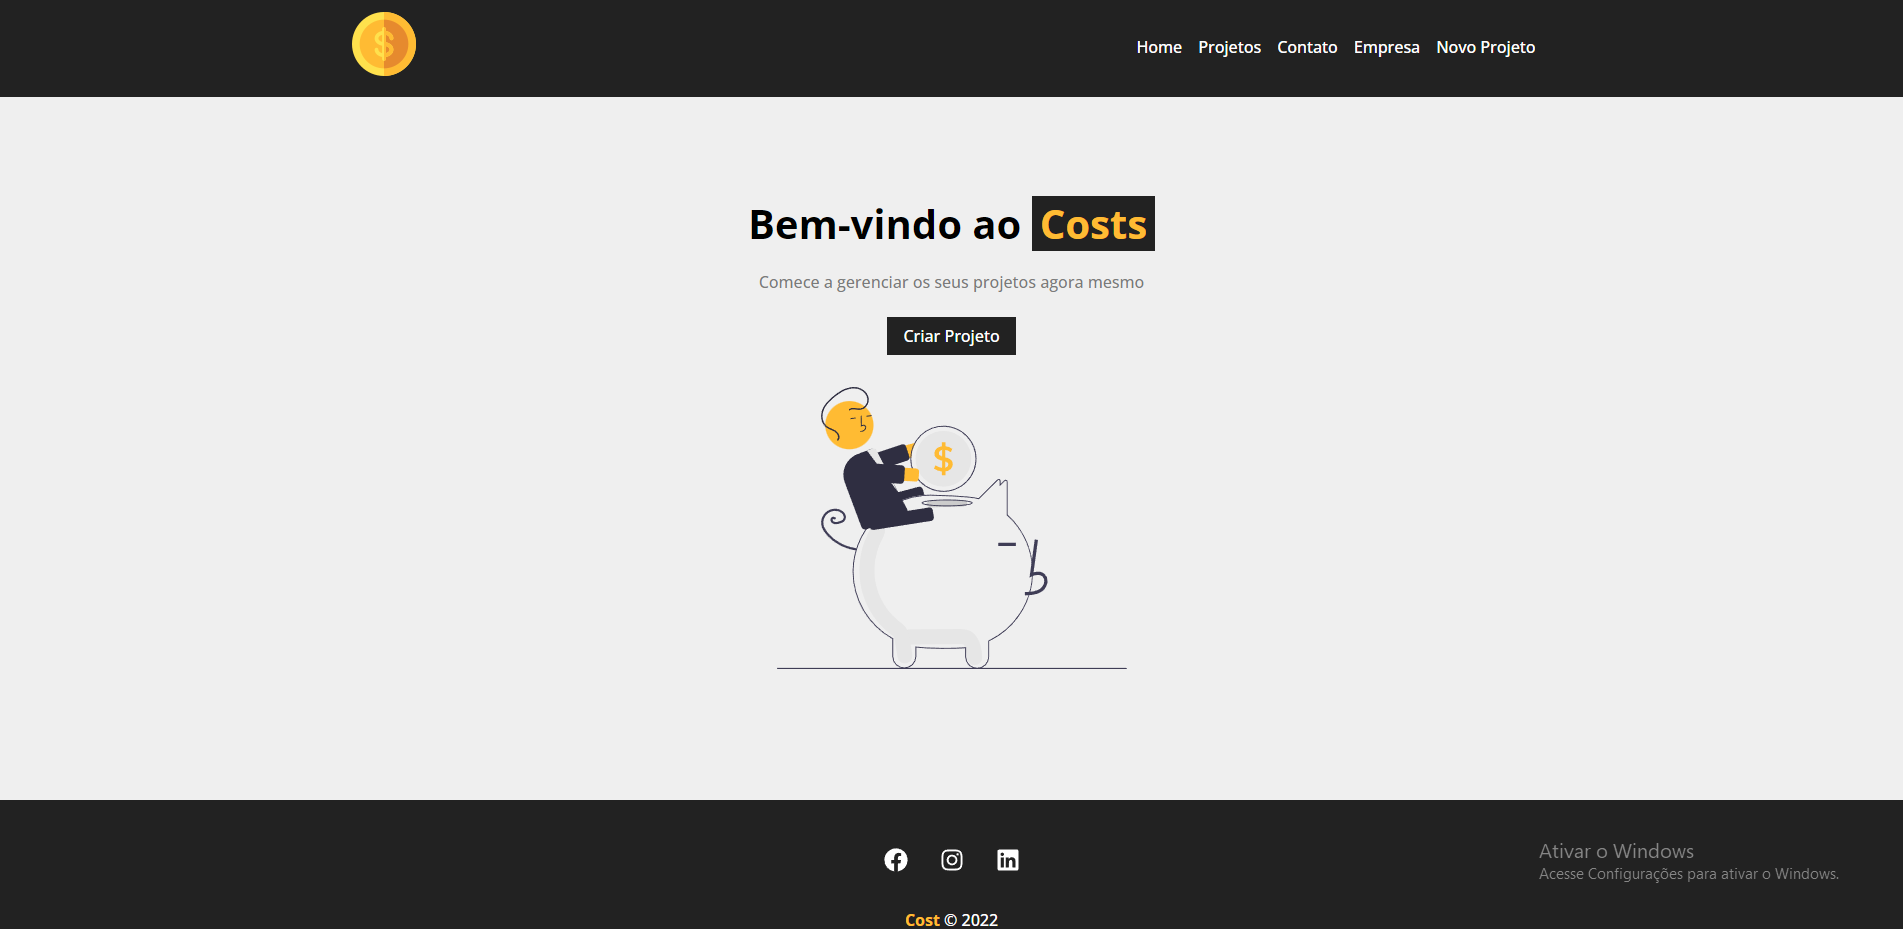 $
Home Projetos Contato Empresa Novo Projeto
Bem-vindo ao Costs
Comece a gerenciar os seus projetos agora mesmo
Criar Projeto
$
Ativar o Windows
Acesse Configurações para ativar o Windows.
Cost © 2022